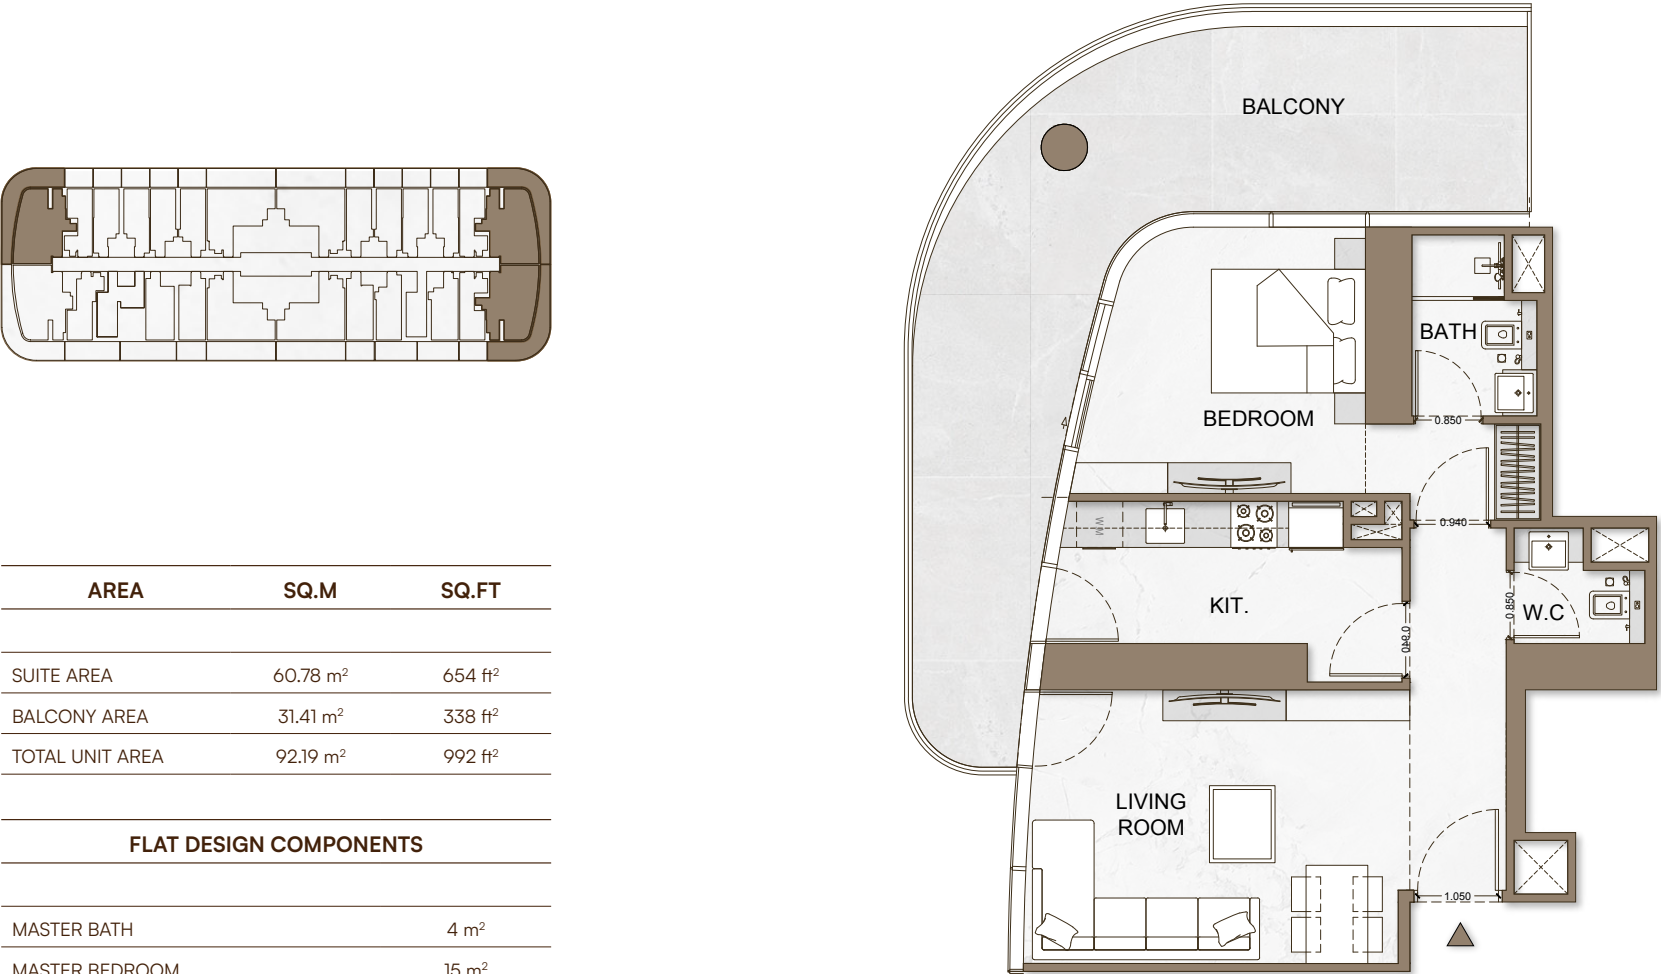 AREA SQ.M SQ.FT
SUITE AREA 60.78 m² 654 ft²
BALCONY AREA 31.41 m² 338 ft²
TOTAL UNIT AREA 92.19 m² 992 ft²
FLAT DESIGN COMPONENTS
MASTER BATH 4 m²
MASTER BEDROOM 15 m²
BALCONY
BATH
0.850
BEDROOM
0.940
WM
KIT.
0.940
0.850
W.C
LIVING
ROOM
1.050